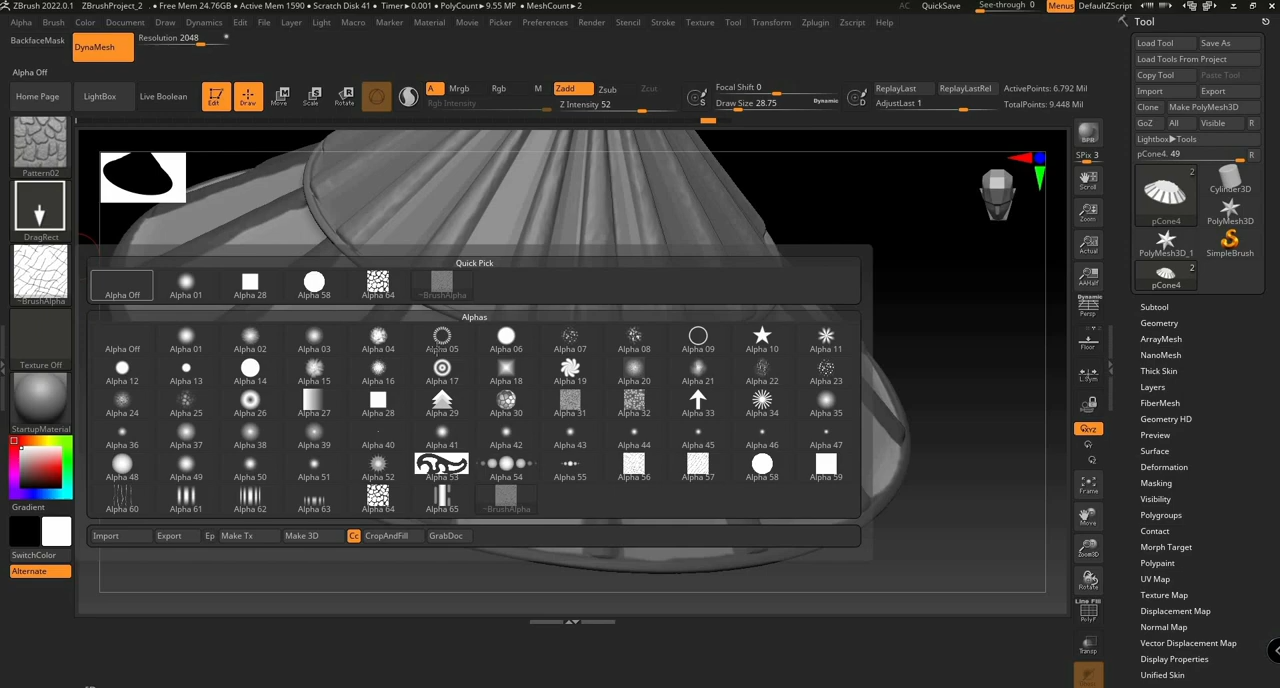 ZBrush 2022.0.1 ZBrushProject_2 . • Free Mem 24.76GB • Active Mem 1590 • Scratch Disk 41 • Timer▶0.001 • PolyCount▶9.55 MP • MeshCount▶2 AC QuickSave See-through 0 Menus DefaultZScript
Alpha Brush Color Document Draw Dynamics Edit File Layer Light Macro Marker Material Movie Picker Preferences Render Stencil Stroke Texture Tool Transform Zplugin Zscript Help
BackfaceMask DynaMesh Resolution 2048
Alpha Off
Home Page LightBox Live Boolean Edit Draw Move Scale Rotate A Mrgb Rgb M Zadd Zsub Zcut Focal Shift 0 ReplayLast ReplayLastRel ActivePoints: 6.792 Mil
Rgb Intensity Z Intensity 52 S Draw Size 28.75 Dynamic D AdjustLast 1 TotalPoints: 9.448 Mil
Pattern02
DragRect
~BrushAlpha
Texture Off
StartupMaterial
Gradient
SwitchColor
Alternate
Quick Pick
Alpha Off Alpha 01 Alpha 28 Alpha 58 Alpha 64 ~BrushAlpha
Alphas
Alpha Off Alpha 01 Alpha 02 Alpha 03 Alpha 04 Alpha 05 Alpha 06 Alpha 07 Alpha 08 Alpha 09 Alpha 10 Alpha 11
Alpha 12 Alpha 13 Alpha 14 Alpha 15 Alpha 16 Alpha 17 Alpha 18 Alpha 19 Alpha 20 Alpha 21 Alpha 22 Alpha 23
Alpha 24 Alpha 25 Alpha 26 Alpha 27 Alpha 28 Alpha 29 Alpha 30 Alpha 31 Alpha 32 Alpha 33 Alpha 34 Alpha 35
Alpha 36 Alpha 37 Alpha 38 Alpha 39 Alpha 40 Alpha 41 Alpha 42 Alpha 43 Alpha 44 Alpha 45 Alpha 46 Alpha 47
Alpha 48 Alpha 49 Alpha 50 Alpha 51 Alpha 52 Alpha 53 Alpha 54 Alpha 55 Alpha 56 Alpha 57 Alpha 58 Alpha 59
Alpha 60 Alpha 61 Alpha 62 Alpha 63 Alpha 64 Alpha 65 ~BrushAlpha
Import Export Ep Make Tx Make 3D Cc CropAndFill GrabDoc
BPR
SPix 3
Scroll
Zoom
Actual
AAHalf
Dynamic
Persp
Floor
L.Sym
XYZ
Frame
Move
Zoom3D
Rotate
Line Fill
PolyF
Transp
Tool
Load Tool Save As
Load Tools From Project
Copy Tool Paste Tool
Import Export
Clone Make PolyMesh3D
GoZ All Visible R
Lightbox▶Tools
pCone4. 49 R
2
pCone4 Cylinder3D
PolyMesh3D
PolyMesh3D_1 SimpleBrush
2
pCone4
Subtool
Geometry
ArrayMesh
NanoMesh
Thick Skin
Layers
FiberMesh
Geometry HD
Preview
Surface
Deformation
Masking
Visibility
Polygroups
Contact
Morph Target
Polypaint
UV Map
Texture Map
Displacement Map
Normal Map
Vector Displacement Map
Display Properties
Unified Skin